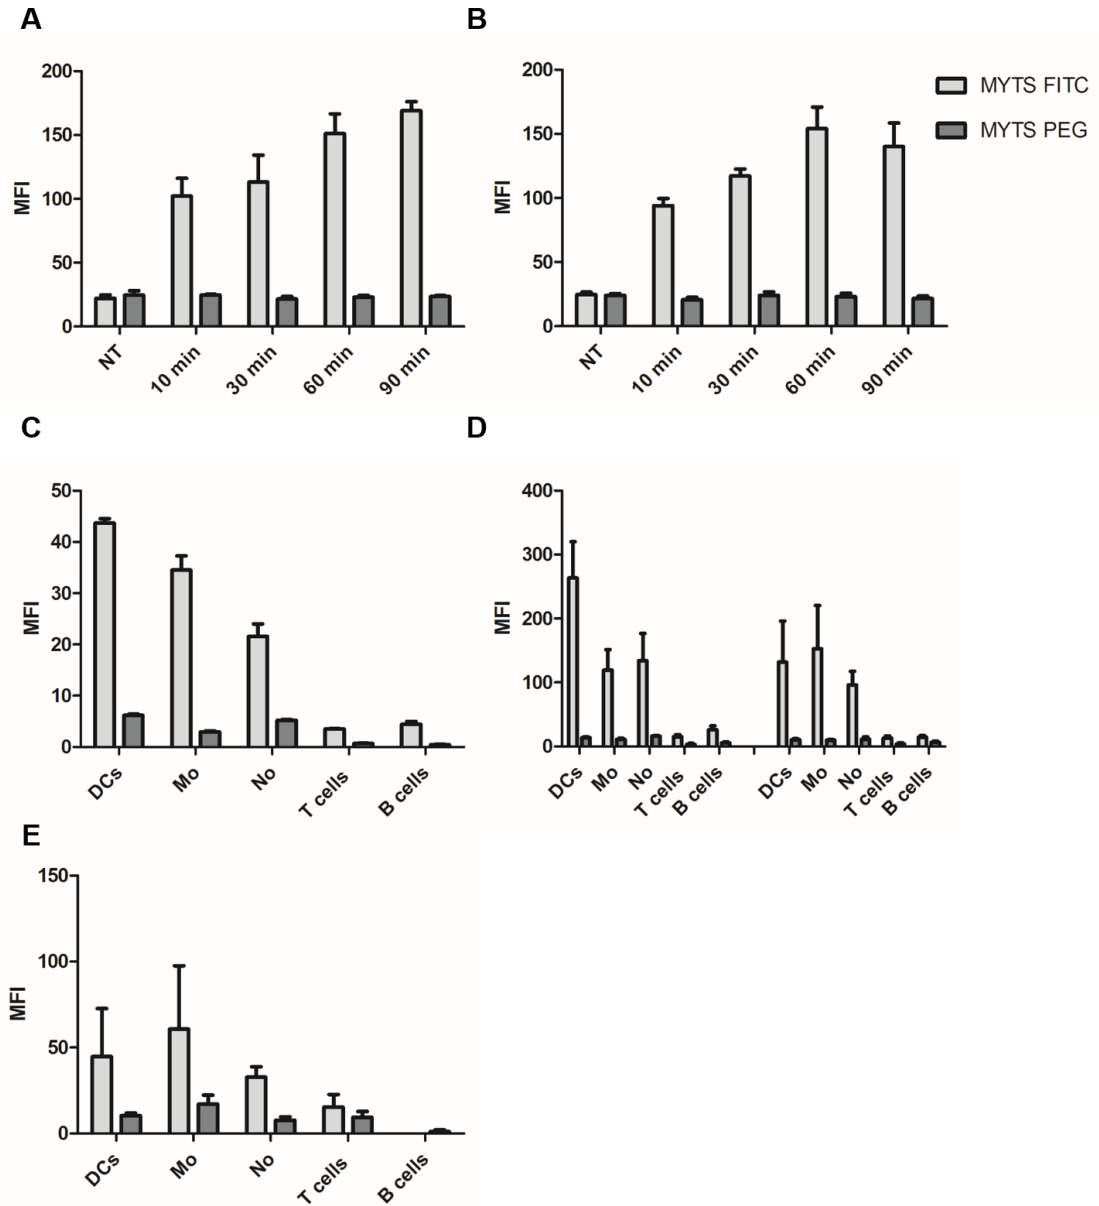 A
B
200
150
100
50
0
MFI
NT
10 min
30 min
60 min
90 min
200
150
100
50
0
MFI
NT
10 min
30 min
60 min
90 min
MYTS FITC
MYTS PEG
C
D
50
40
30
20
10
0
MFI
DCs
Mo
No
T cells
B cells
400
300
200
100
0
MFI
DCs
Mo
No
T cells
B cells
DCs
Mo
No
T cells
B cells
E
150
100
50
0
MFI
DCs
Mo
No
T cells
B cells